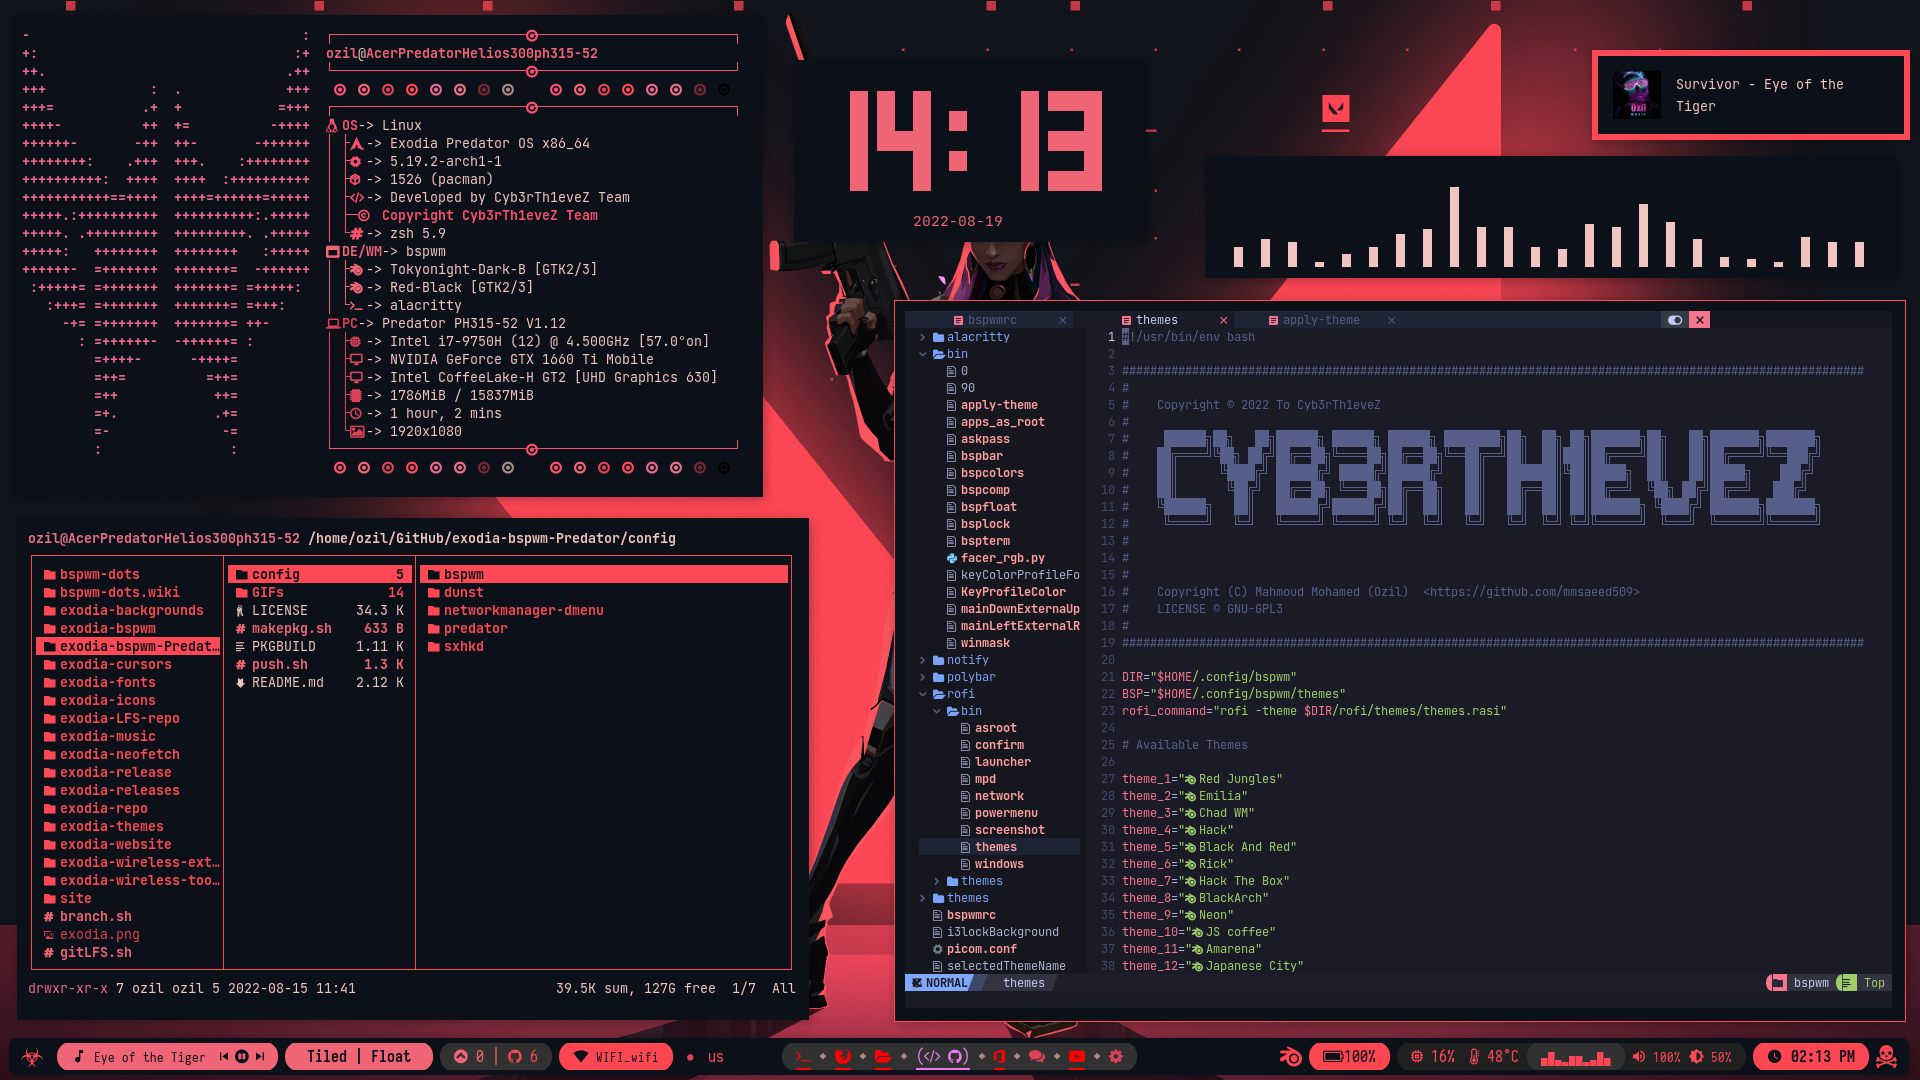 ozil@AcerPredatorHelios300ph315-52
OS-> Linux
-> Exodia Predator OS x86_64
-> 5.19.2-arch1-1
-> 1526 (pacman)
-> Developed by Cyb3rTh1eveZ Team
© Copyright Cyb3rTh1eveZ Team
-> zsh 5.9
DE/WM-> bspwm
-> Tokyonight-Dark-B [GTK2/3]
-> Red-Black [GTK2/3]
-> alacritty
PC-> Predator PH315-52 V1.12
-> Intel i7-9750H (12) @ 4.500GHz [57.0°on]
-> NVIDIA GeForce GTX 1660 Ti Mobile
-> Intel CoffeeLake-H GT2 [UHD Graphics 630]
-> 1786MiB / 15837MiB
-> 1 hour, 2 mins
-> 1920x1080
14:13
2022-08-19
Survivor - Eye of the
Tiger
ozil@AcerPredatorHelios300ph315-52 /home/ozil/GitHub/exodia-bspwm-Predator/config
bspwm-dots
bspwm-dots.wiki
exodia-backgrounds
exodia-bspwm
exodia-bspwm-Predat…
exodia-cursors
exodia-fonts
exodia-icons
exodia-LFS-repo
exodia-music
exodia-neofetch
exodia-release
exodia-releases
exodia-repo
exodia-themes
exodia-website
exodia-wireless-ext…
exodia-wireless-too…
site
# branch.sh
exodia.png
# gitLFS.sh
config 5
GIFs 14
LICENSE 34.3 K
# makepkg.sh 633 B
PKGBUILD 1.11 K
# push.sh 1.3 K
README.md 2.12 K
bspwm
dunst
networkmanager-dmenu
predator
sxhkd
drwxr-xr-x 7 ozil ozil 5 2022-08-15 11:41 39.5K sum, 127G free 1/7 All
bspwmrc × themes × apply-theme ×
alacritty
bin
0
90
apply-theme
apps_as_root
askpass
bspbar
bspcolors
bspcomp
bspfloat
bsplock
bspterm
facer_rgb.py
keyColorProfileFo
KeyProfileColor
mainDownExternaUp
mainLeftExternalR
winmask
notify
polybar
rofi
bin
asroot
confirm
launcher
mpd
network
powermenu
screenshot
themes
windows
themes
themes
bspwmrc
i3lockBackground
picom.conf
selectedThemeName
1 #!/usr/bin/env bash
2
3 ##########################################################################################################
4 #
5 # Copyright © 2022 To Cyb3rTh1eveZ
6 #
7 #
8 #
9 # CYB3RTH1EVEZ
10 #
11 #
12 #
13 #
14 #
15 #
16 # Copyright (C) Mahmoud Mohamed (Ozil) <https://github.com/mmsaeed509>
17 # LICENSE © GNU-GPL3
18 #
19 ##########################################################################################################
20
21 DIR="$HOME/.config/bspwm"
22 BSP="$HOME/.config/bspwm/themes"
23 rofi_command="rofi -theme $DIR/rofi/themes/themes.rasi"
24
25 # Available Themes
26
27 theme_1=" Red Jungles"
28 theme_2=" Emilia"
29 theme_3=" Chad WM"
30 theme_4=" Hack"
31 theme_5=" Black And Red"
32 theme_6=" Rick"
33 theme_7=" Hack The Box"
34 theme_8=" BlackArch"
35 theme_9=" Neon"
36 theme_10=" JS coffee"
37 theme_11=" Amarena"
38 theme_12=" Japanese City"
NORMAL themes bspwm Top
Eye of the Tiger Tiled | Float 0 | 6 WIFI_wifi us 100% 16% 48°C 100% 50% 02:13 PM